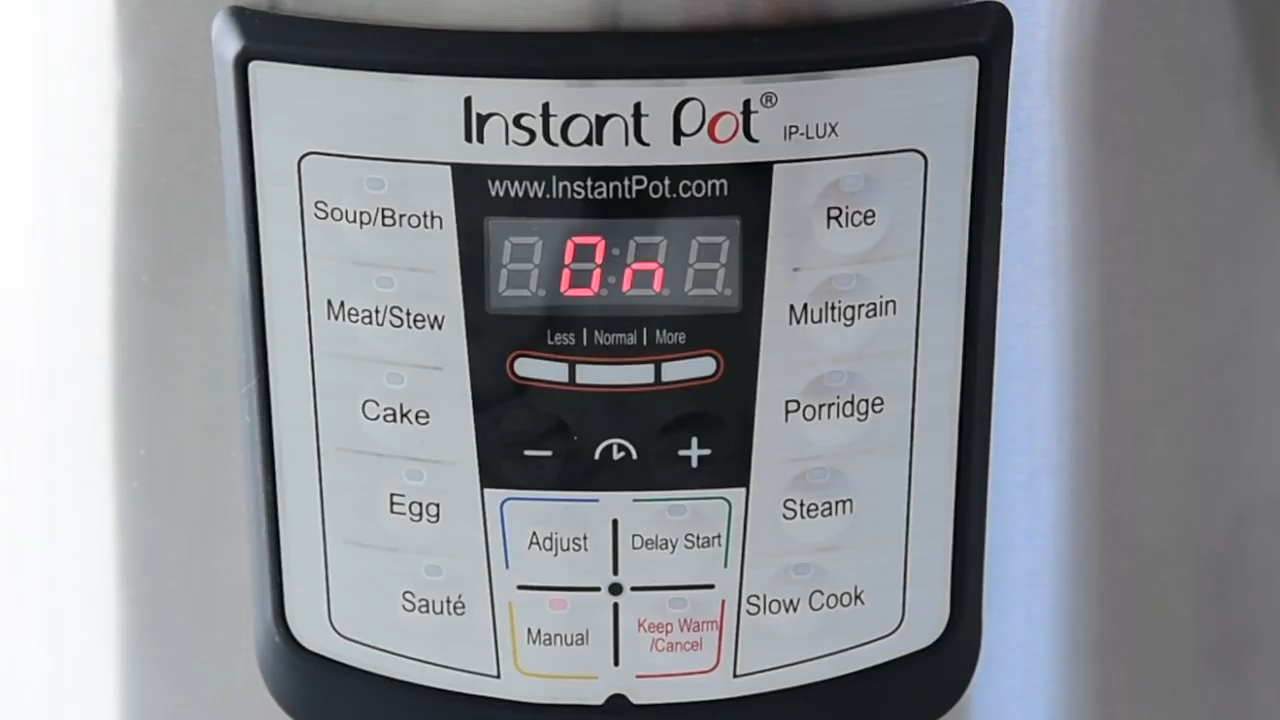 Instant Pot® IP-LUX
www.InstantPot.com
On
Less | Normal | More
− +
Soup/Broth
Meat/Stew
Cake
Egg
Sauté
Rice
Multigrain
Porridge
Steam
Slow Cook
Adjust
Delay Start
Manual
Keep Warm
/Cancel